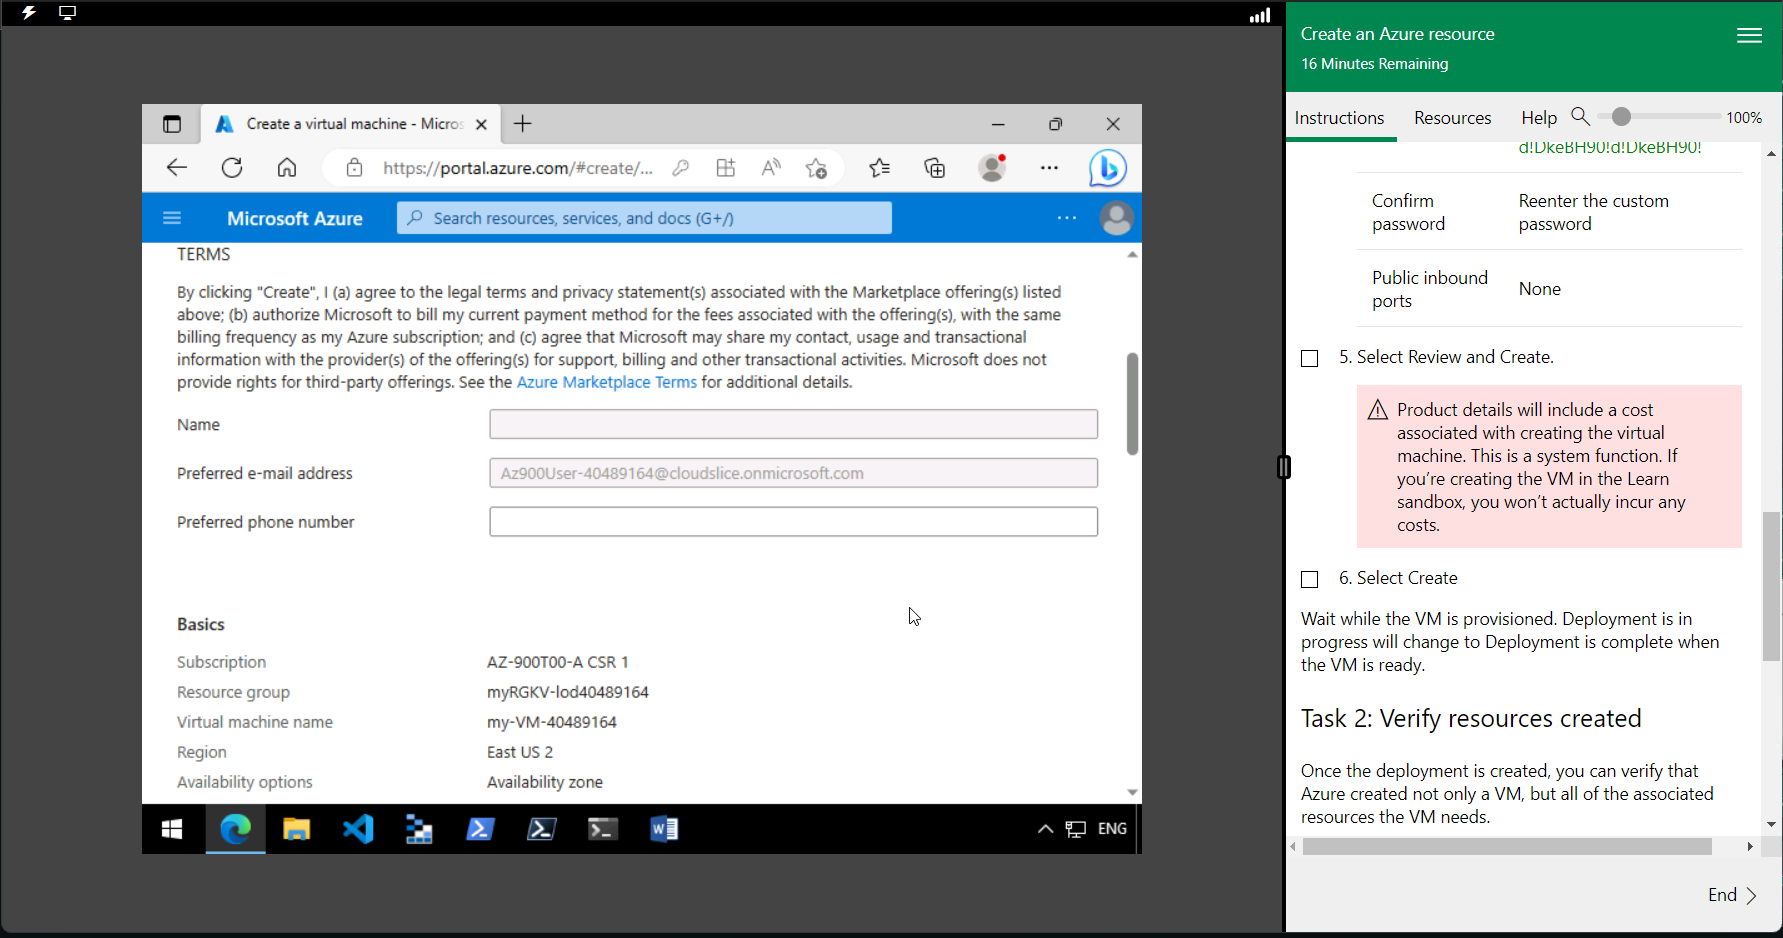 Create a virtual machine - Micros
https://portal.azure.com/#create/...
Microsoft Azure
Search resources, services, and docs (G+/)
TERMS
By clicking "Create", I (a) agree to the legal terms and privacy statement(s) associated with the Marketplace offering(s) listed
above; (b) authorize Microsoft to bill my current payment method for the fees associated with the offering(s), with the same
billing frequency as my Azure subscription; and (c) agree that Microsoft may share my contact, usage and transactional
information with the provider(s) of the offering(s) for support, billing and other transactional activities. Microsoft does not
provide rights for third-party offerings. See the Azure Marketplace Terms for additional details.
Name
Preferred e-mail address
Az900User-40489164@cloudslice.onmicrosoft.com
Preferred phone number
Basics
Subscription AZ-900T00-A CSR 1
Resource group myRGKV-lod40489164
Virtual machine name my-VM-40489164
Region East US 2
Availability options Availability zone
ENG
Create an Azure resource
16 Minutes Remaining
Instructions Resources Help 100%
d!DkeBH90!d!DkeBH90!
Confirm
password
Reenter the custom
password
Public inbound
ports
None
5. Select Review and Create.
Product details will include a cost
associated with creating the virtual
machine. This is a system function. If
you're creating the VM in the Learn
sandbox, you won't actually incur any
costs.
6. Select Create
Wait while the VM is provisioned. Deployment is in
progress will change to Deployment is complete when
the VM is ready.
Task 2: Verify resources created
Once the deployment is created, you can verify that
Azure created not only a VM, but all of the associated
resources the VM needs.
End